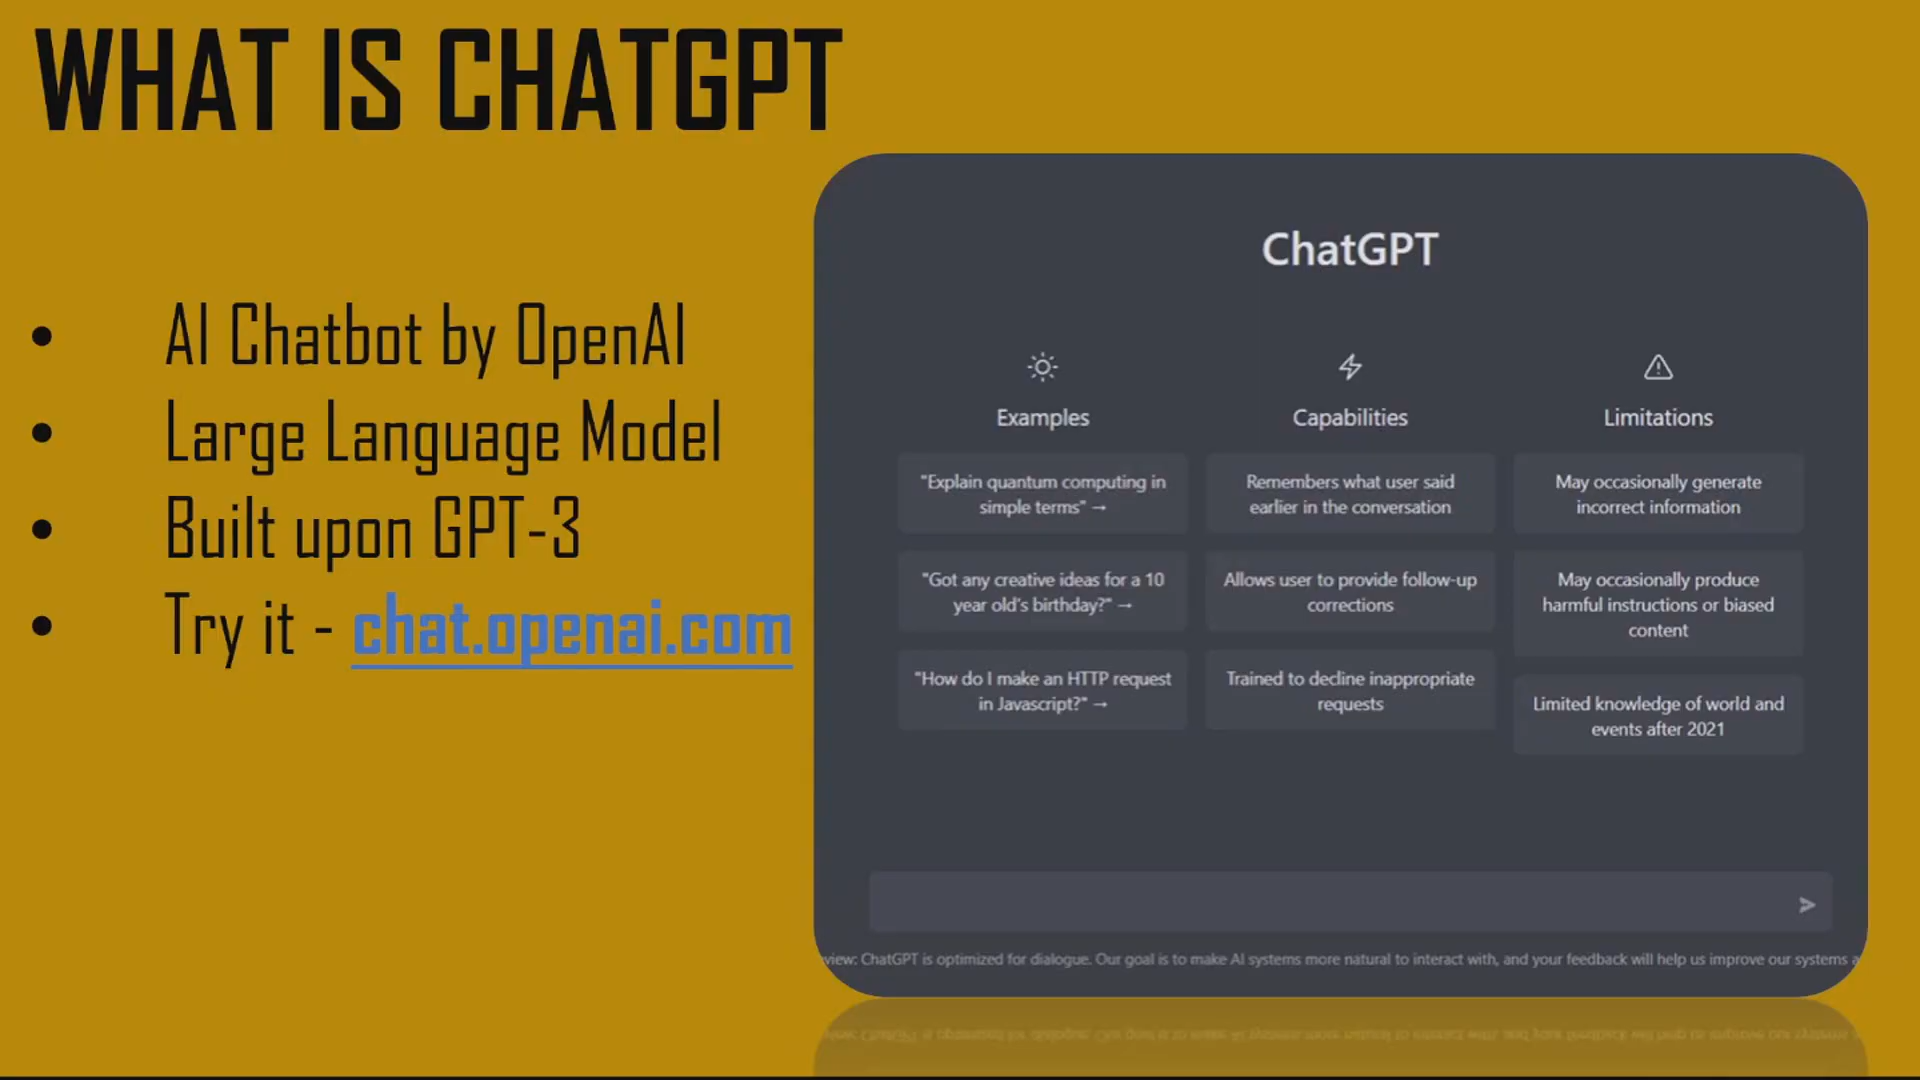 WHAT IS CHATGPT
• AI Chatbot by OpenAI
• Large Language Model
• Built upon GPT-3
• Try it - chat.openai.com
ChatGPT
Examples
"Explain quantum computing in
simple terms" →
"Got any creative ideas for a 10
year old's birthday?" →
"How do I make an HTTP request
in Javascript?" →
Capabilities
Remembers what user said
earlier in the conversation
Allows user to provide follow-up
corrections
Trained to decline inappropriate
requests
Limitations
May occasionally generate
incorrect information
May occasionally produce
harmful instructions or biased
content
Limited knowledge of world and
events after 2021
ChatGPT is optimized for dialogue. Our goal is to make AI systems more natural to interact with, and your feedback will help us improve our systems